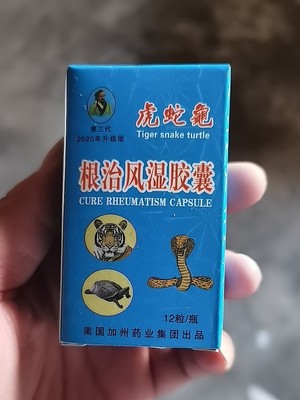 虎蛇龜
Tiger snake turtle
第三代
2020年升级版
根治风湿胶囊
CURE RHEUMATISM CAPSULE
12粒/瓶
美国加州药业集团出品